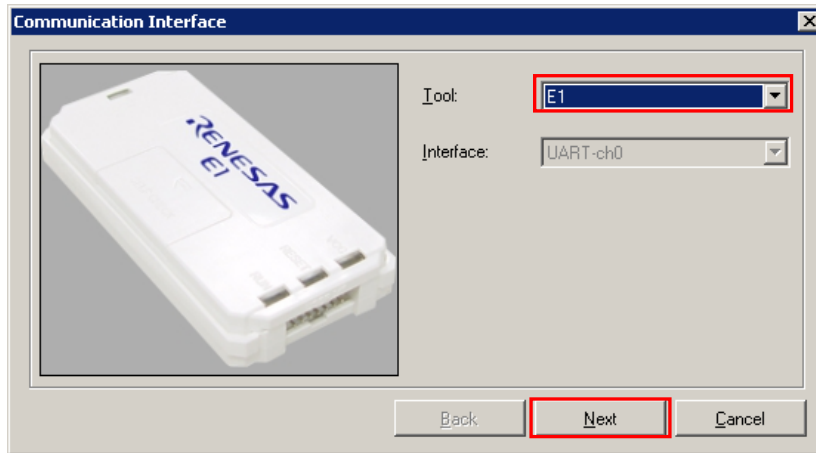 Communication Interface
RENESAS
E1
Tool:
E1
Interface:
UART-ch0
Back
Next
Cancel